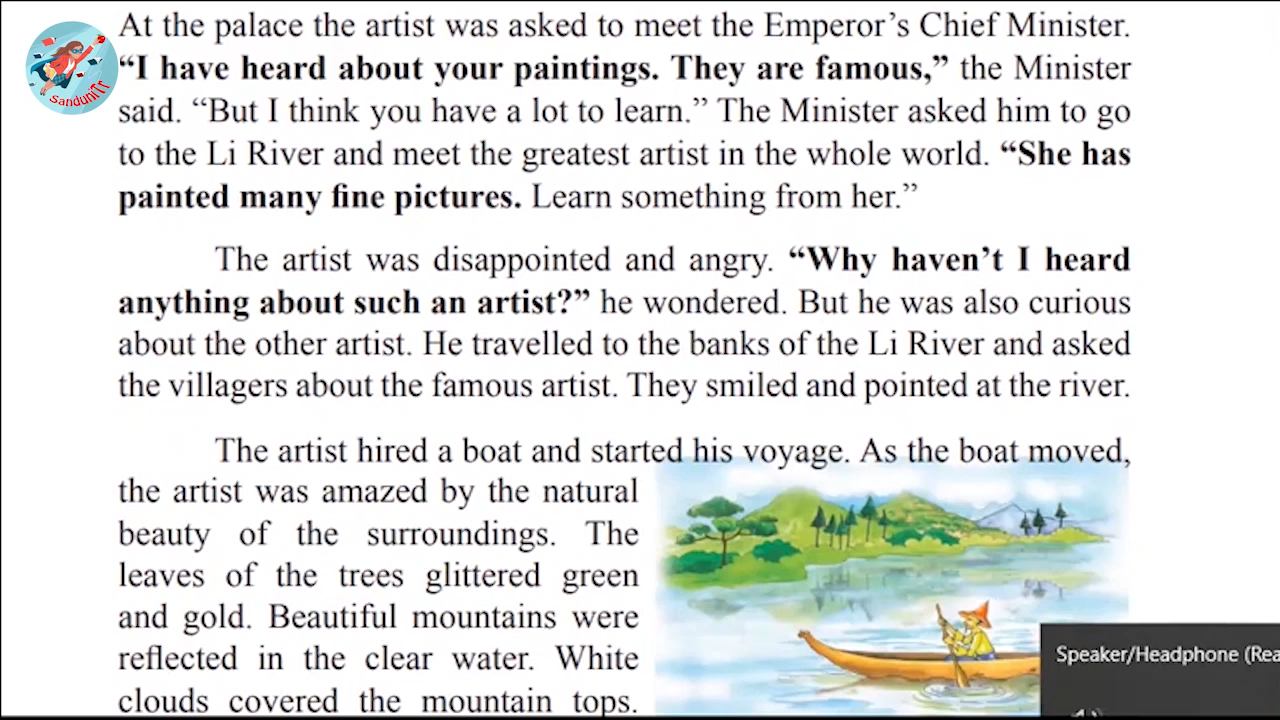 At the palace the artist was asked to meet the Emperor’s Chief Minister.
“I have heard about your paintings. They are famous,” the Minister
said. “But I think you have a lot to learn.” The Minister asked him to go
to the Li River and meet the greatest artist in the whole world. “She has
painted many fine pictures. Learn something from her.”
The artist was disappointed and angry. “Why haven’t I heard
anything about such an artist?” he wondered. But he was also curious
about the other artist. He travelled to the banks of the Li River and asked
the villagers about the famous artist. They smiled and pointed at the river.
The artist hired a boat and started his voyage. As the boat moved,
the artist was amazed by the natural
beauty of the surroundings. The
leaves of the trees glittered green
and gold. Beautiful mountains were
reflected in the clear water. White
clouds covered the mountain tops.
SanduniTT
Speaker/Headphone (Rea